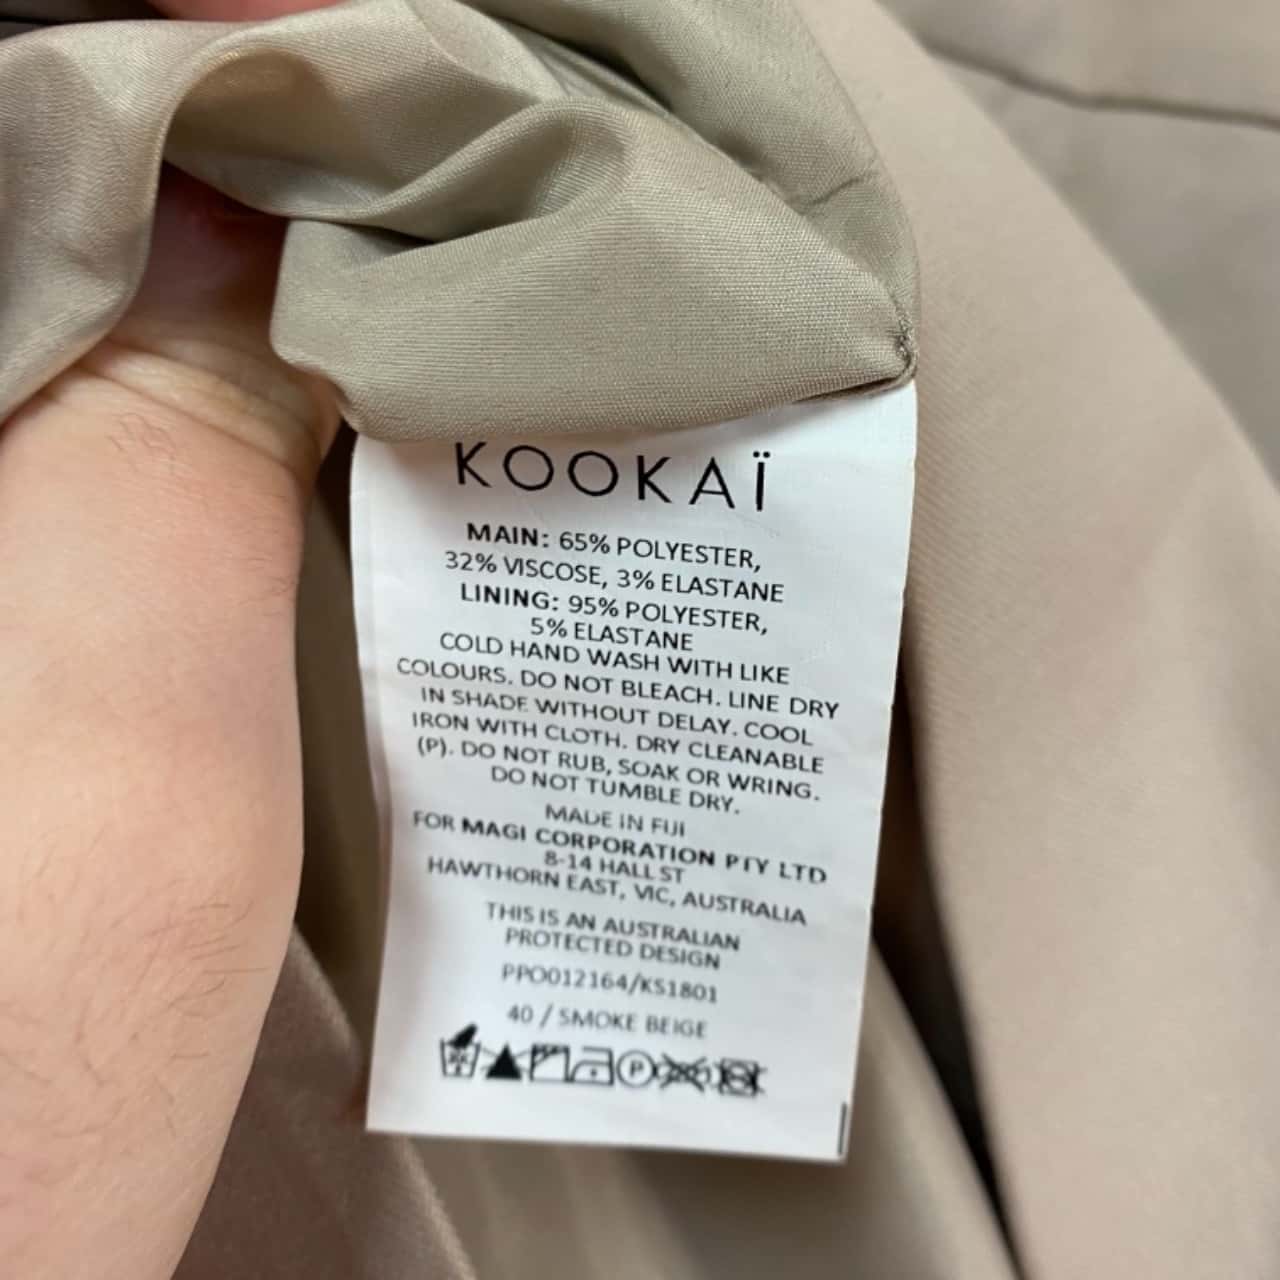 KOOKAÏ
MAIN: 65% POLYESTER,
32% VISCOSE, 3% ELASTANE
LINING: 95% POLYESTER,
5% ELASTANE
COLD HAND WASH WITH LIKE
COLOURS. DO NOT BLEACH. LINE DRY
IN SHADE WITHOUT DELAY. COOL
IRON WITH CLOTH. DRY CLEANABLE
(P). DO NOT RUB, SOAK OR WRING.
DO NOT TUMBLE DRY.
MADE IN FIJI
FOR MAGI CORPORATION PTY LTD
8-14 HALL ST
HAWTHORN EAST, VIC, AUSTRALIA
THIS IS AN AUSTRALIAN
PROTECTED DESIGN
PPO012164/KS1801
40 / SMOKE BEIGE
P